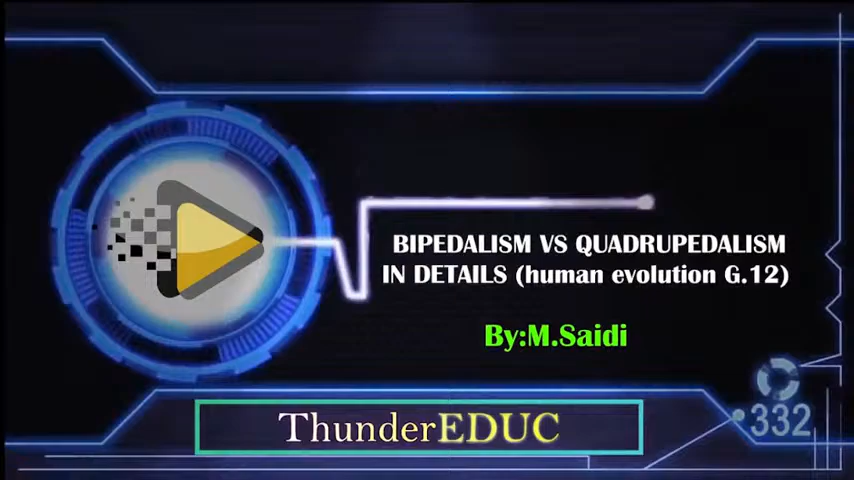 BIPEDALISM VS QUADRUPEDALISM
IN DETAILS (human evolution G.12)
By:M.Saidi
332
ThunderEDUC